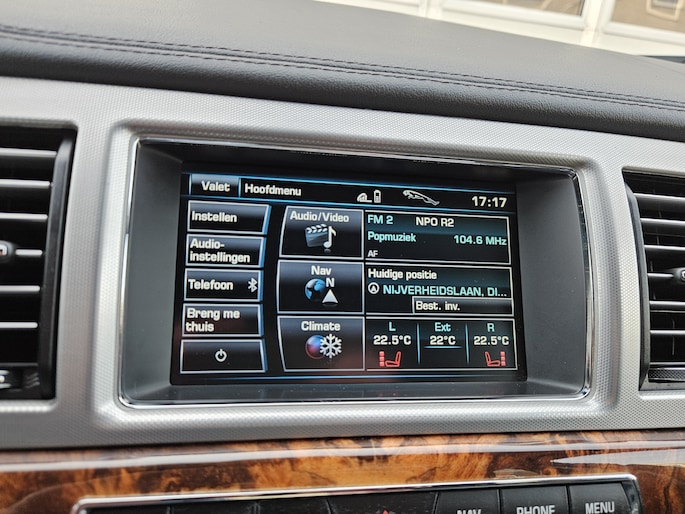 Valet Hoofdmenu 17:17
Instellen
Audio-
instellingen
Telefoon
Breng me
thuis
Audio/Video
Nav
N
Climate
FM 2 NPO R2
Popmuziek 104.6 MHz
AF
Huidige positie
NIJVERHEIDSLAAN, DI...
Best. inv.
L Ext R
22.5°C 22°C 22.5°C
NAV PHONE MENU